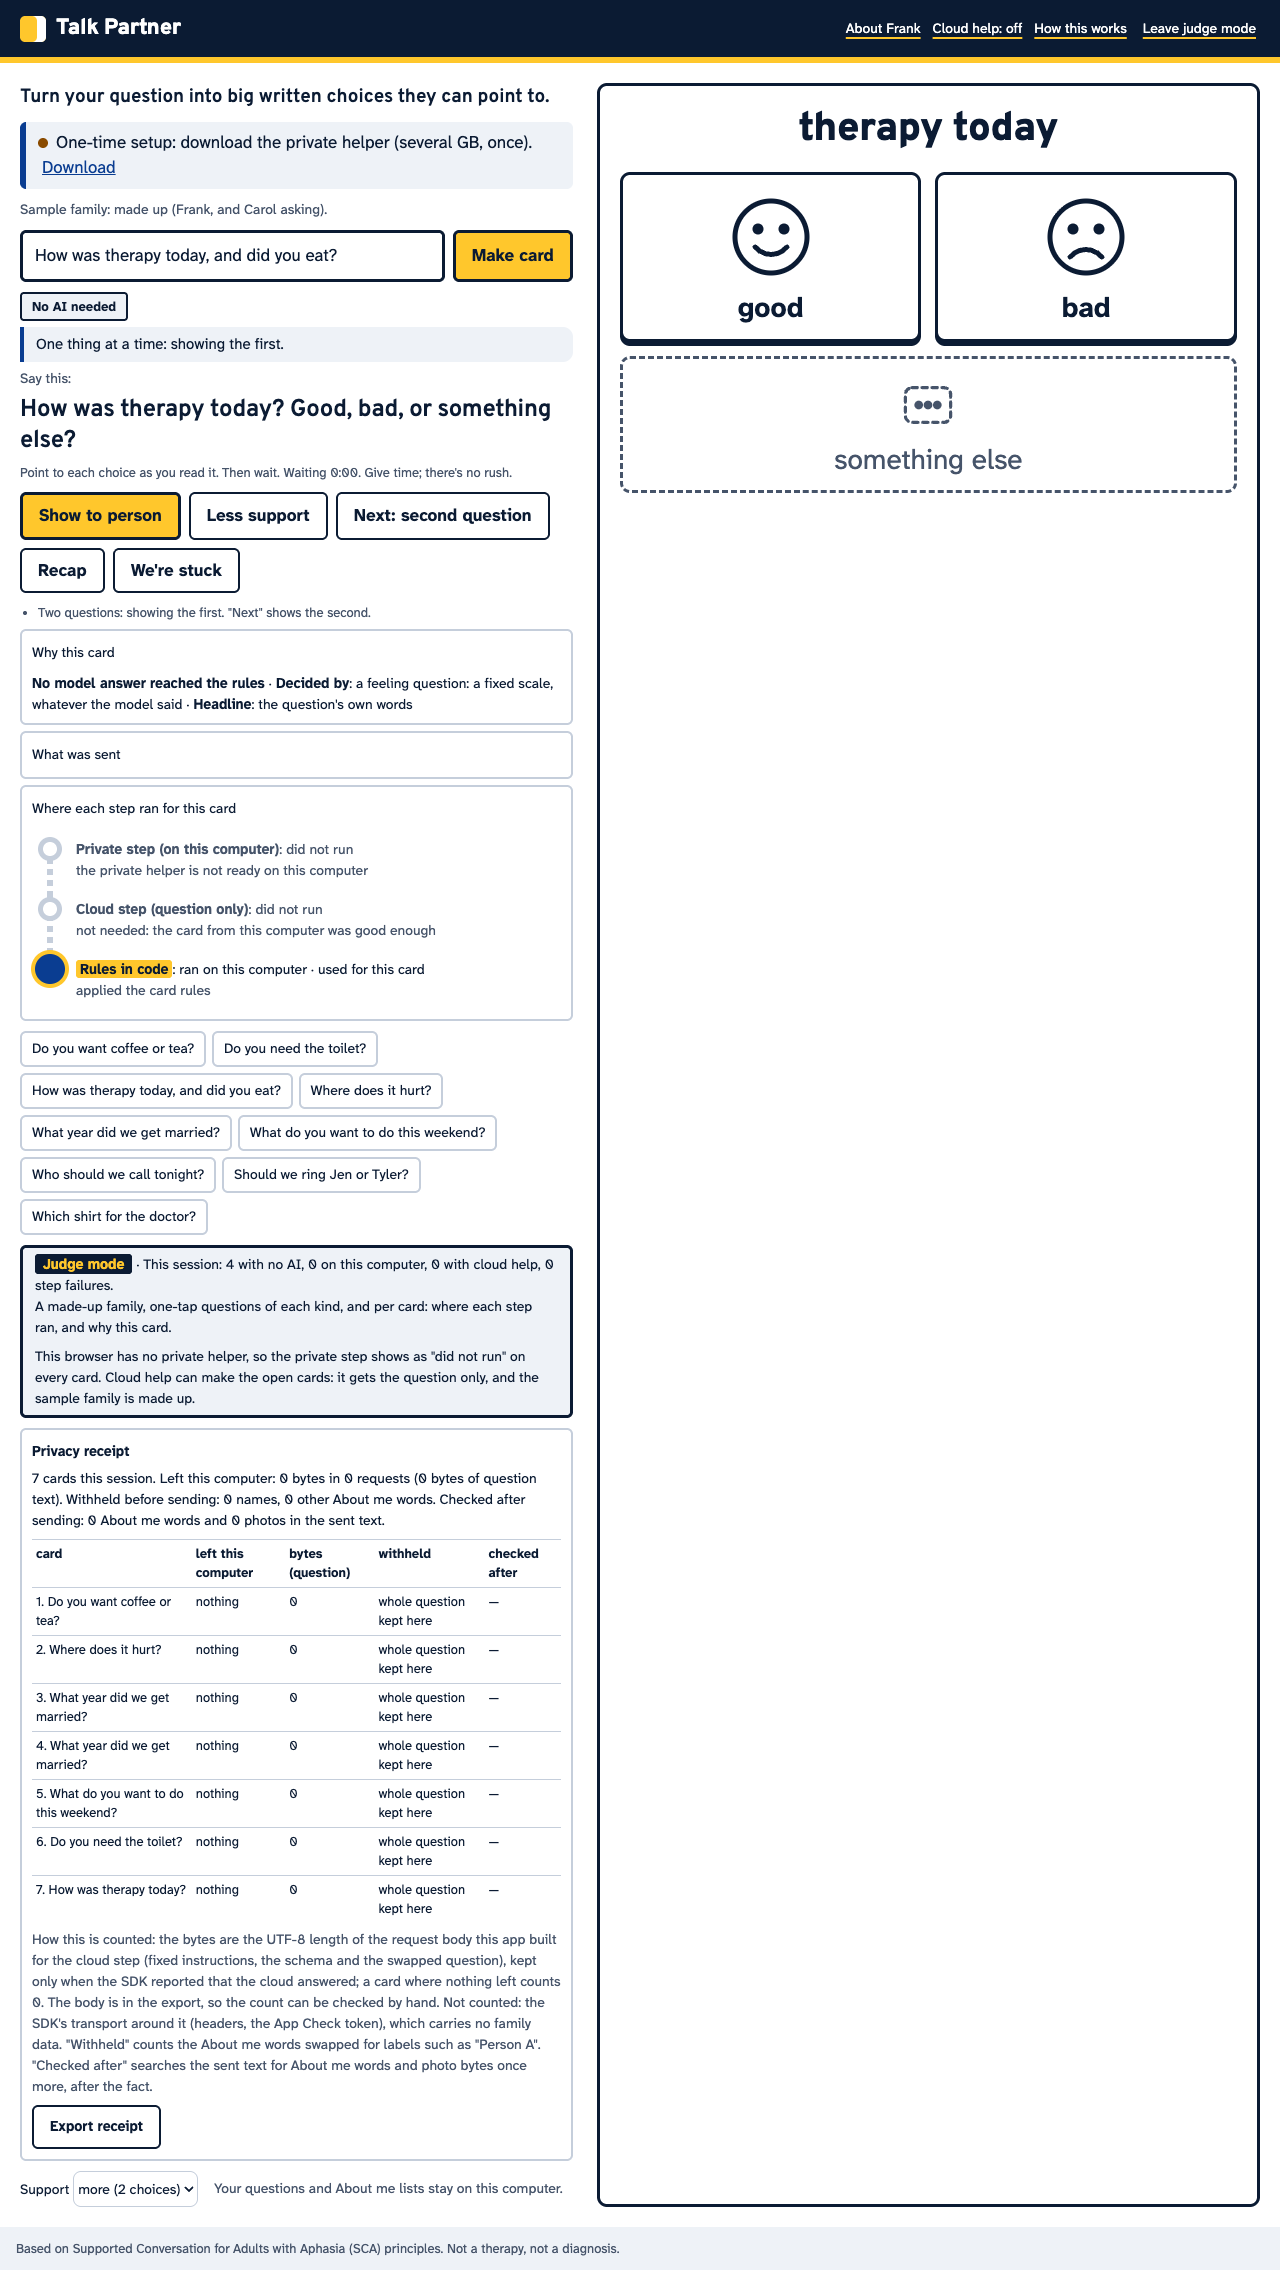 Talk Partner
About Frank Cloud help: off How this works Leave judge mode
Turn your question into big written choices they can point to.
One-time setup: download the private helper (several GB, once).
Download
Sample family: made up (Frank, and Carol asking).
How was therapy today, and did you eat?
Make card
No AI needed
One thing at a time: showing the first.
Say this:
How was therapy today? Good, bad, or something
else?
Point to each choice as you read it. Then wait. Waiting 0:00. Give time; there's no rush.
Show to person
Less support
Next: second question
Recap
We're stuck
• Two questions: showing the first. "Next" shows the second.
Why this card
No model answer reached the rules · Decided by: a feeling question: a fixed scale,
whatever the model said · Headline: the question's own words
What was sent
Where each step ran for this card
Private step (on this computer): did not run
the private helper is not ready on this computer
Cloud step (question only): did not run
not needed: the card from this computer was good enough
Rules in code: ran on this computer · used for this card
applied the card rules
Do you want coffee or tea?
Do you need the toilet?
How was therapy today, and did you eat?
Where does it hurt?
What year did we get married?
What do you want to do this weekend?
Who should we call tonight?
Should we ring Jen or Tyler?
Which shirt for the doctor?
Judge mode · This session: 4 with no AI, 0 on this computer, 0 with cloud help, 0
step failures.
A made-up family, one-tap questions of each kind, and per card: where each step
ran, and why this card.
This browser has no private helper, so the private step shows as "did not run" on
every card. Cloud help can make the open cards: it gets the question only, and the
sample family is made up.
Privacy receipt
7 cards this session. Left this computer: 0 bytes in 0 requests (0 bytes of question
text). Withheld before sending: 0 names, 0 other About me words. Checked after
sending: 0 About me words and 0 photos in the sent text.
card left this computer bytes (question) withheld checked after
1. Do you want coffee or tea? nothing 0 whole question kept here —
2. Where does it hurt? nothing 0 whole question kept here —
3. What year did we get married? nothing 0 whole question kept here —
4. What year did we get married? nothing 0 whole question kept here —
5. What do you want to do this weekend? nothing 0 whole question kept here —
6. Do you need the toilet? nothing 0 whole question kept here —
7. How was therapy today? nothing 0 whole question kept here —
How this is counted: the bytes are the UTF-8 length of the request body this app built
for the cloud step (fixed instructions, the schema and the swapped question), kept
only when the SDK reported that the cloud answered; a card where nothing left counts
0. The body is in the export, so the count can be checked by hand. Not counted: the
SDK's transport around it (headers, the App Check token), which carries no family
data. "Withheld" counts the About me words swapped for labels such as "Person A".
"Checked after" searches the sent text for About me words and photo bytes once
more, after the fact.
Export receipt
Support more (2 choices) Your questions and About me lists stay on this computer.
therapy today
good
bad
something else
Based on Supported Conversation for Adults with Aphasia (SCA) principles. Not a therapy, not a diagnosis.